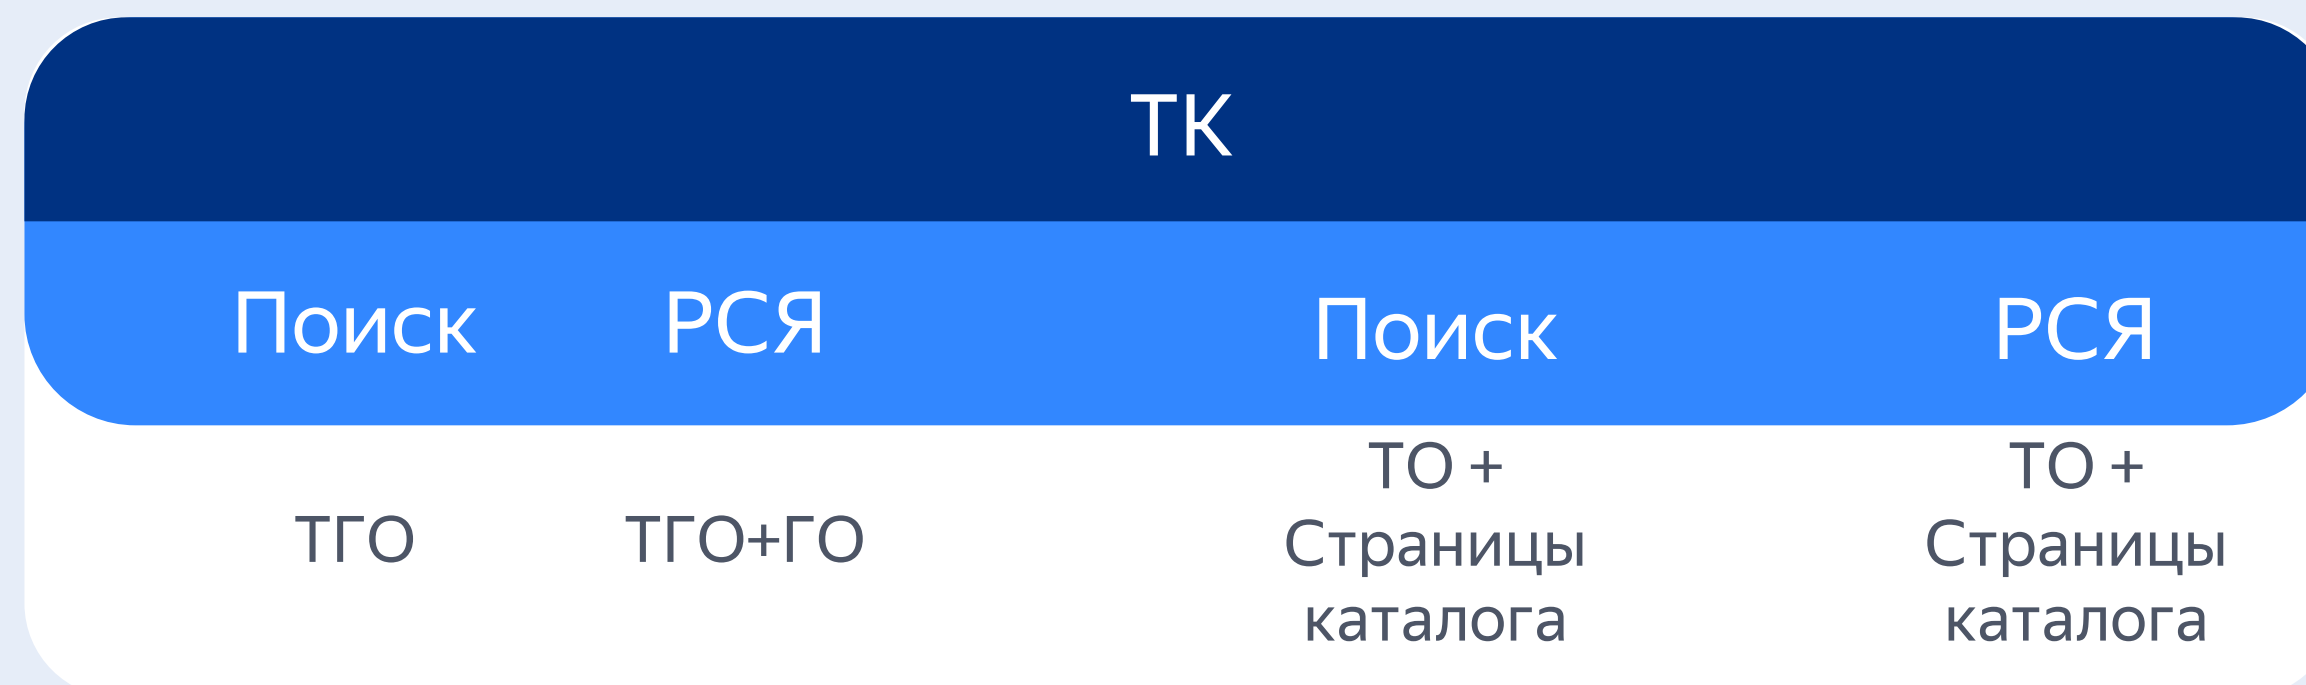 ТК
Поиск РСЯ Поиск РСЯ
ТГО ТГО+ГО
ТО +
Страницы
каталога
ТО +
Страницы
каталога